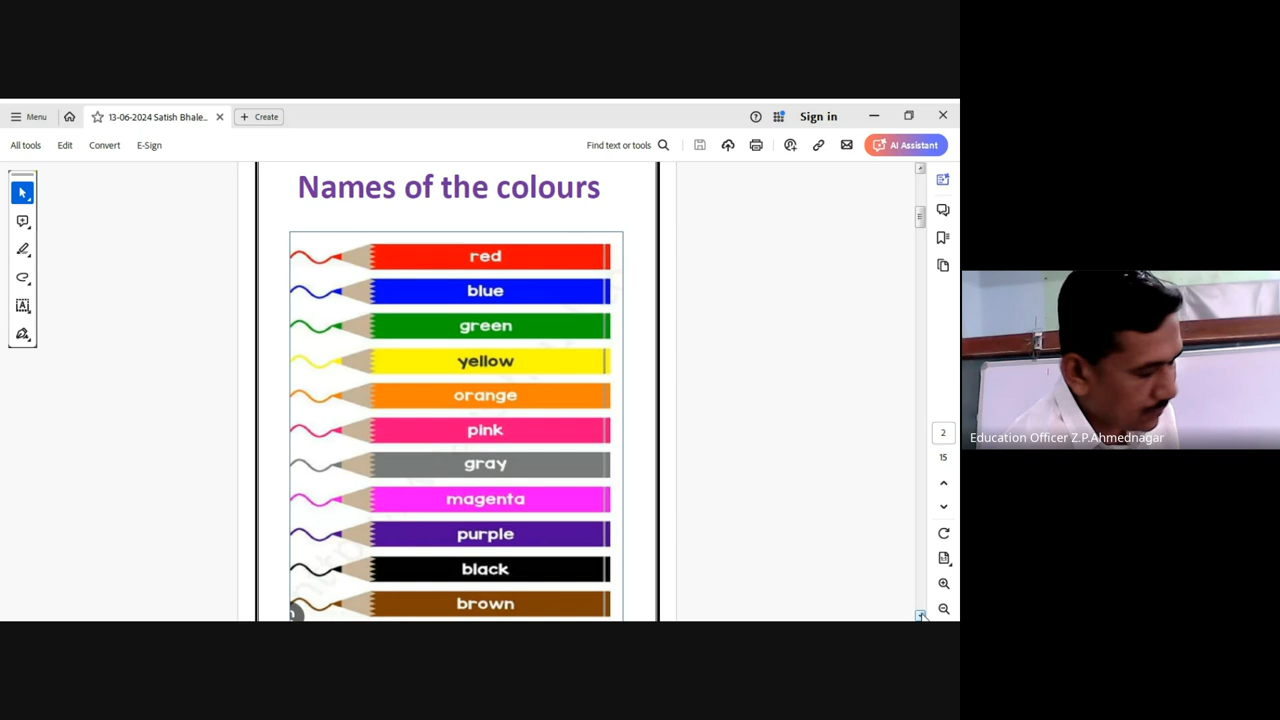 Menu
13-06-2024 Satish Bhale..
Create
Sign in
All tools
Edit
Convert
E-Sign
Find text or tools
AI Assistant
Names of the colours
red
blue
green
yellow
orange
pink
gray
magenta
purple
black
brown
2
15
Education Officer Z.P.Ahmednagar